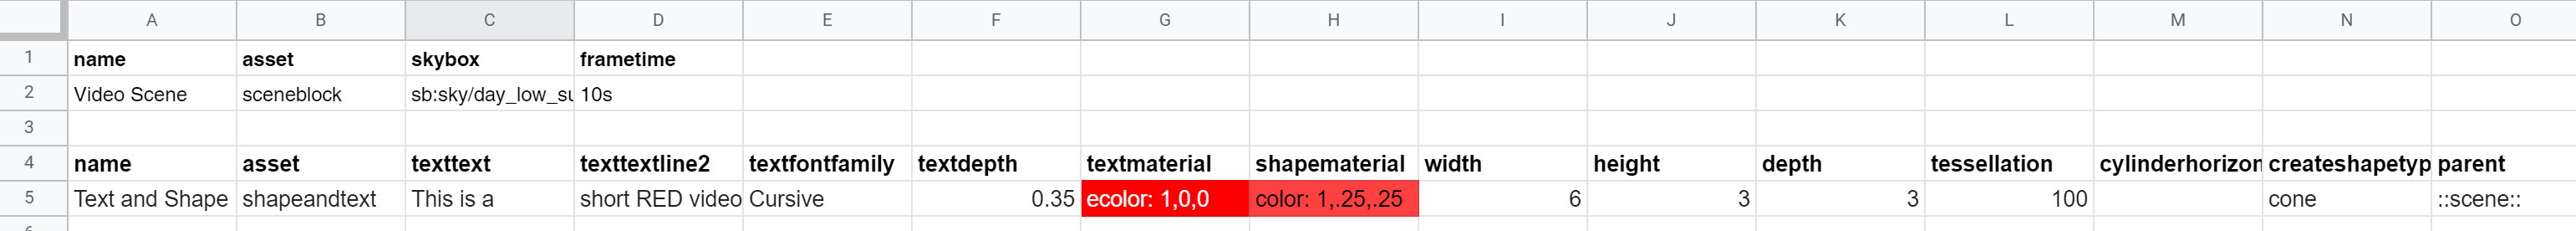 A B C D E F G H I J K L M N O
1 name asset skybox frametime
2 Video Scene sceneblock sb:sky/day_low_su 10s
3
4 name asset texttext texttextline2 textfontfamily textdepth textmaterial shapematerial width height depth tessellation cylinderhorizon createshapetyp parent
5 Text and Shape shapeandtext This is a short RED video Cursive 0.35 ecolor: 1,0,0 color: 1,.25,.25 6 3 3 100 cone ::scene::
6